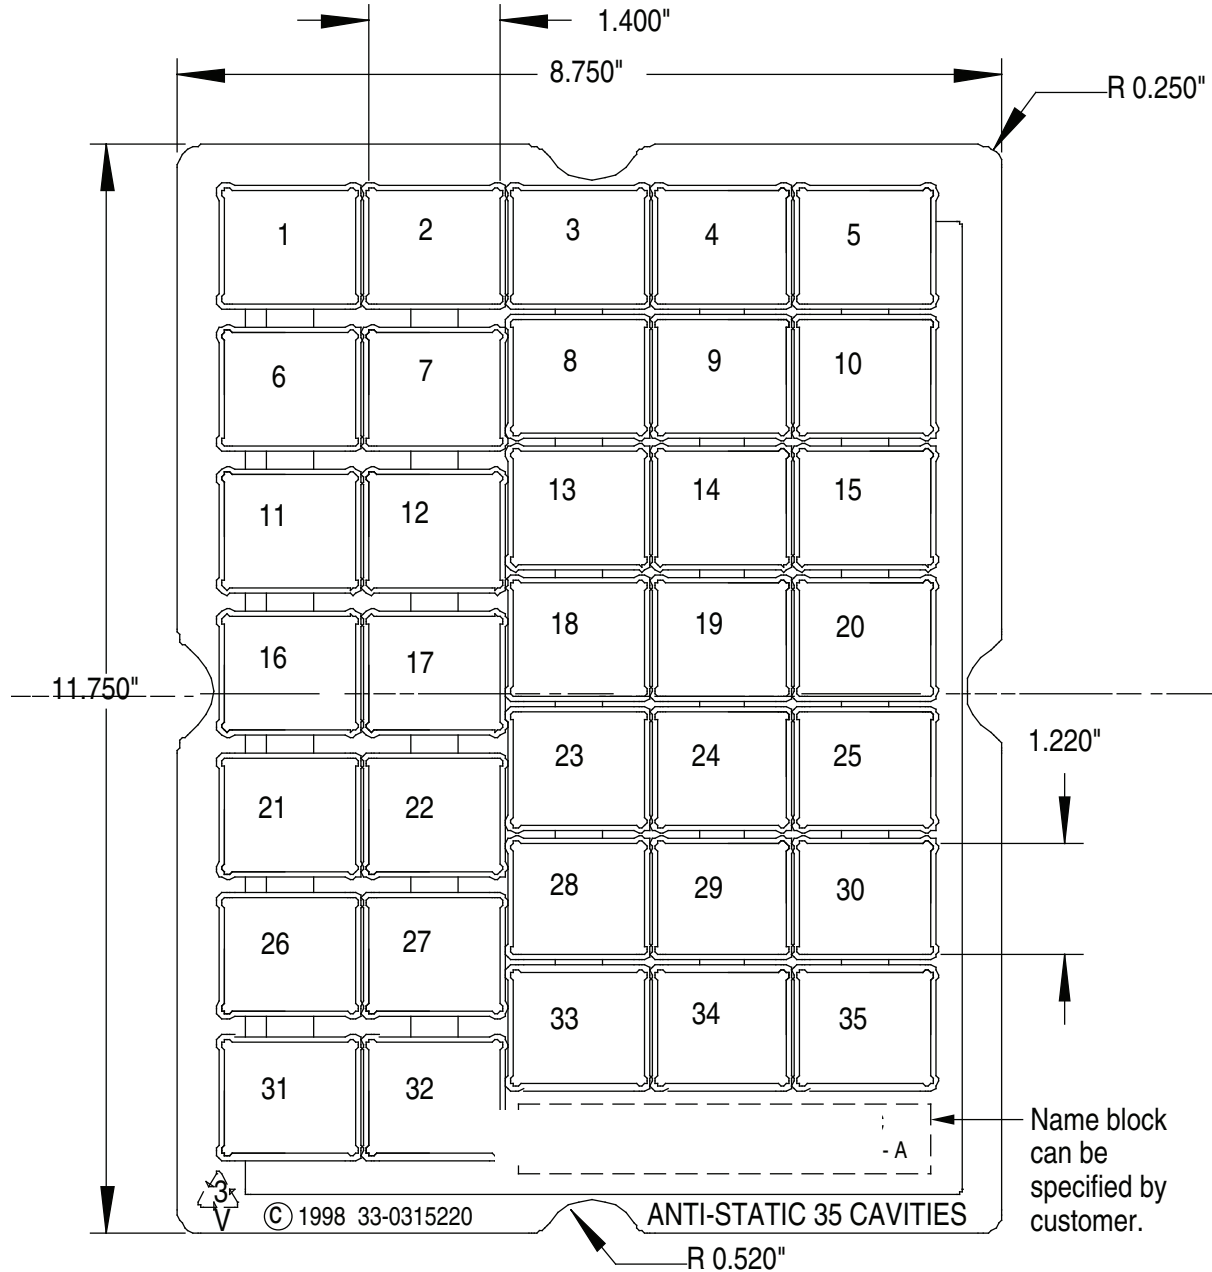 1.400"
8.750"
R 0.250"
1 2 3 4 5
6 7 8 9 10
11 12 13 14 15
16 17 18 19 20
11.750"
21 22 23 24 25
1.220"
26 27 28 29 30
31 32 33 34 35
- A
Name block
can be
specified by
customer.
3
V
© 1998 33-0315220
ANTI-STATIC 35 CAVITIES
R 0.520"